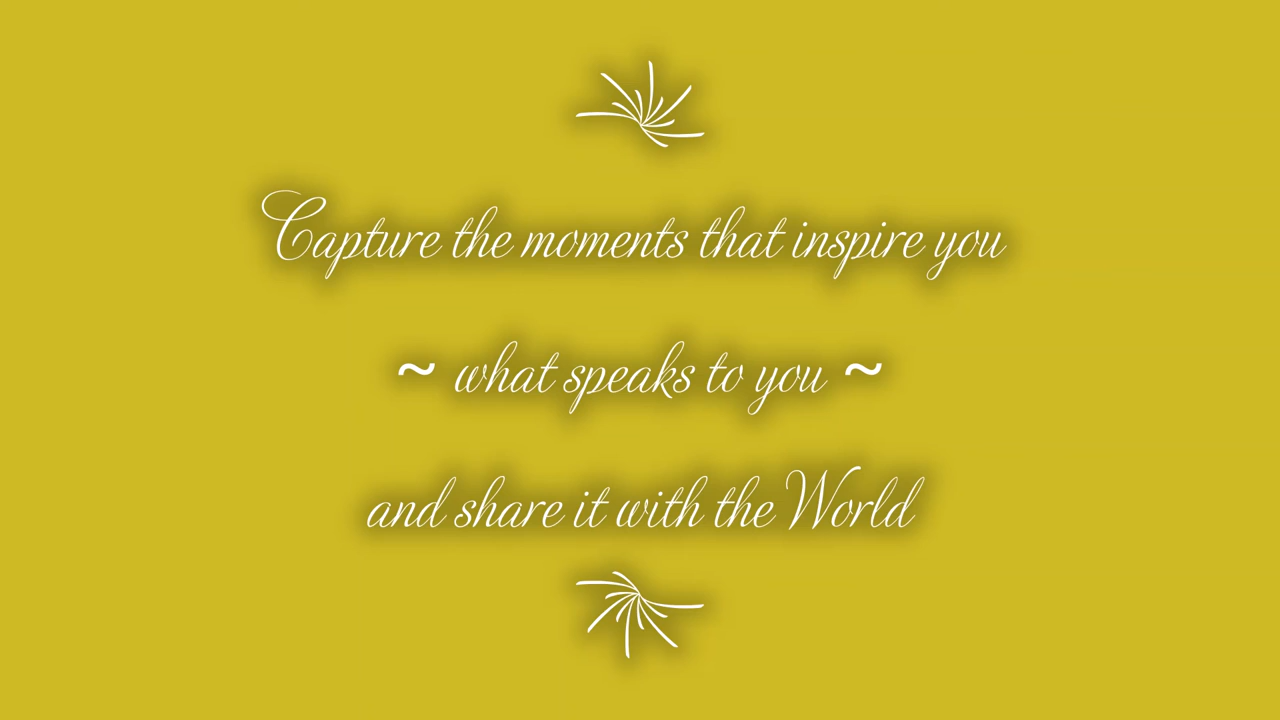 Capture the moments that inspire you
~ what speaks to you ~
and share it with the World